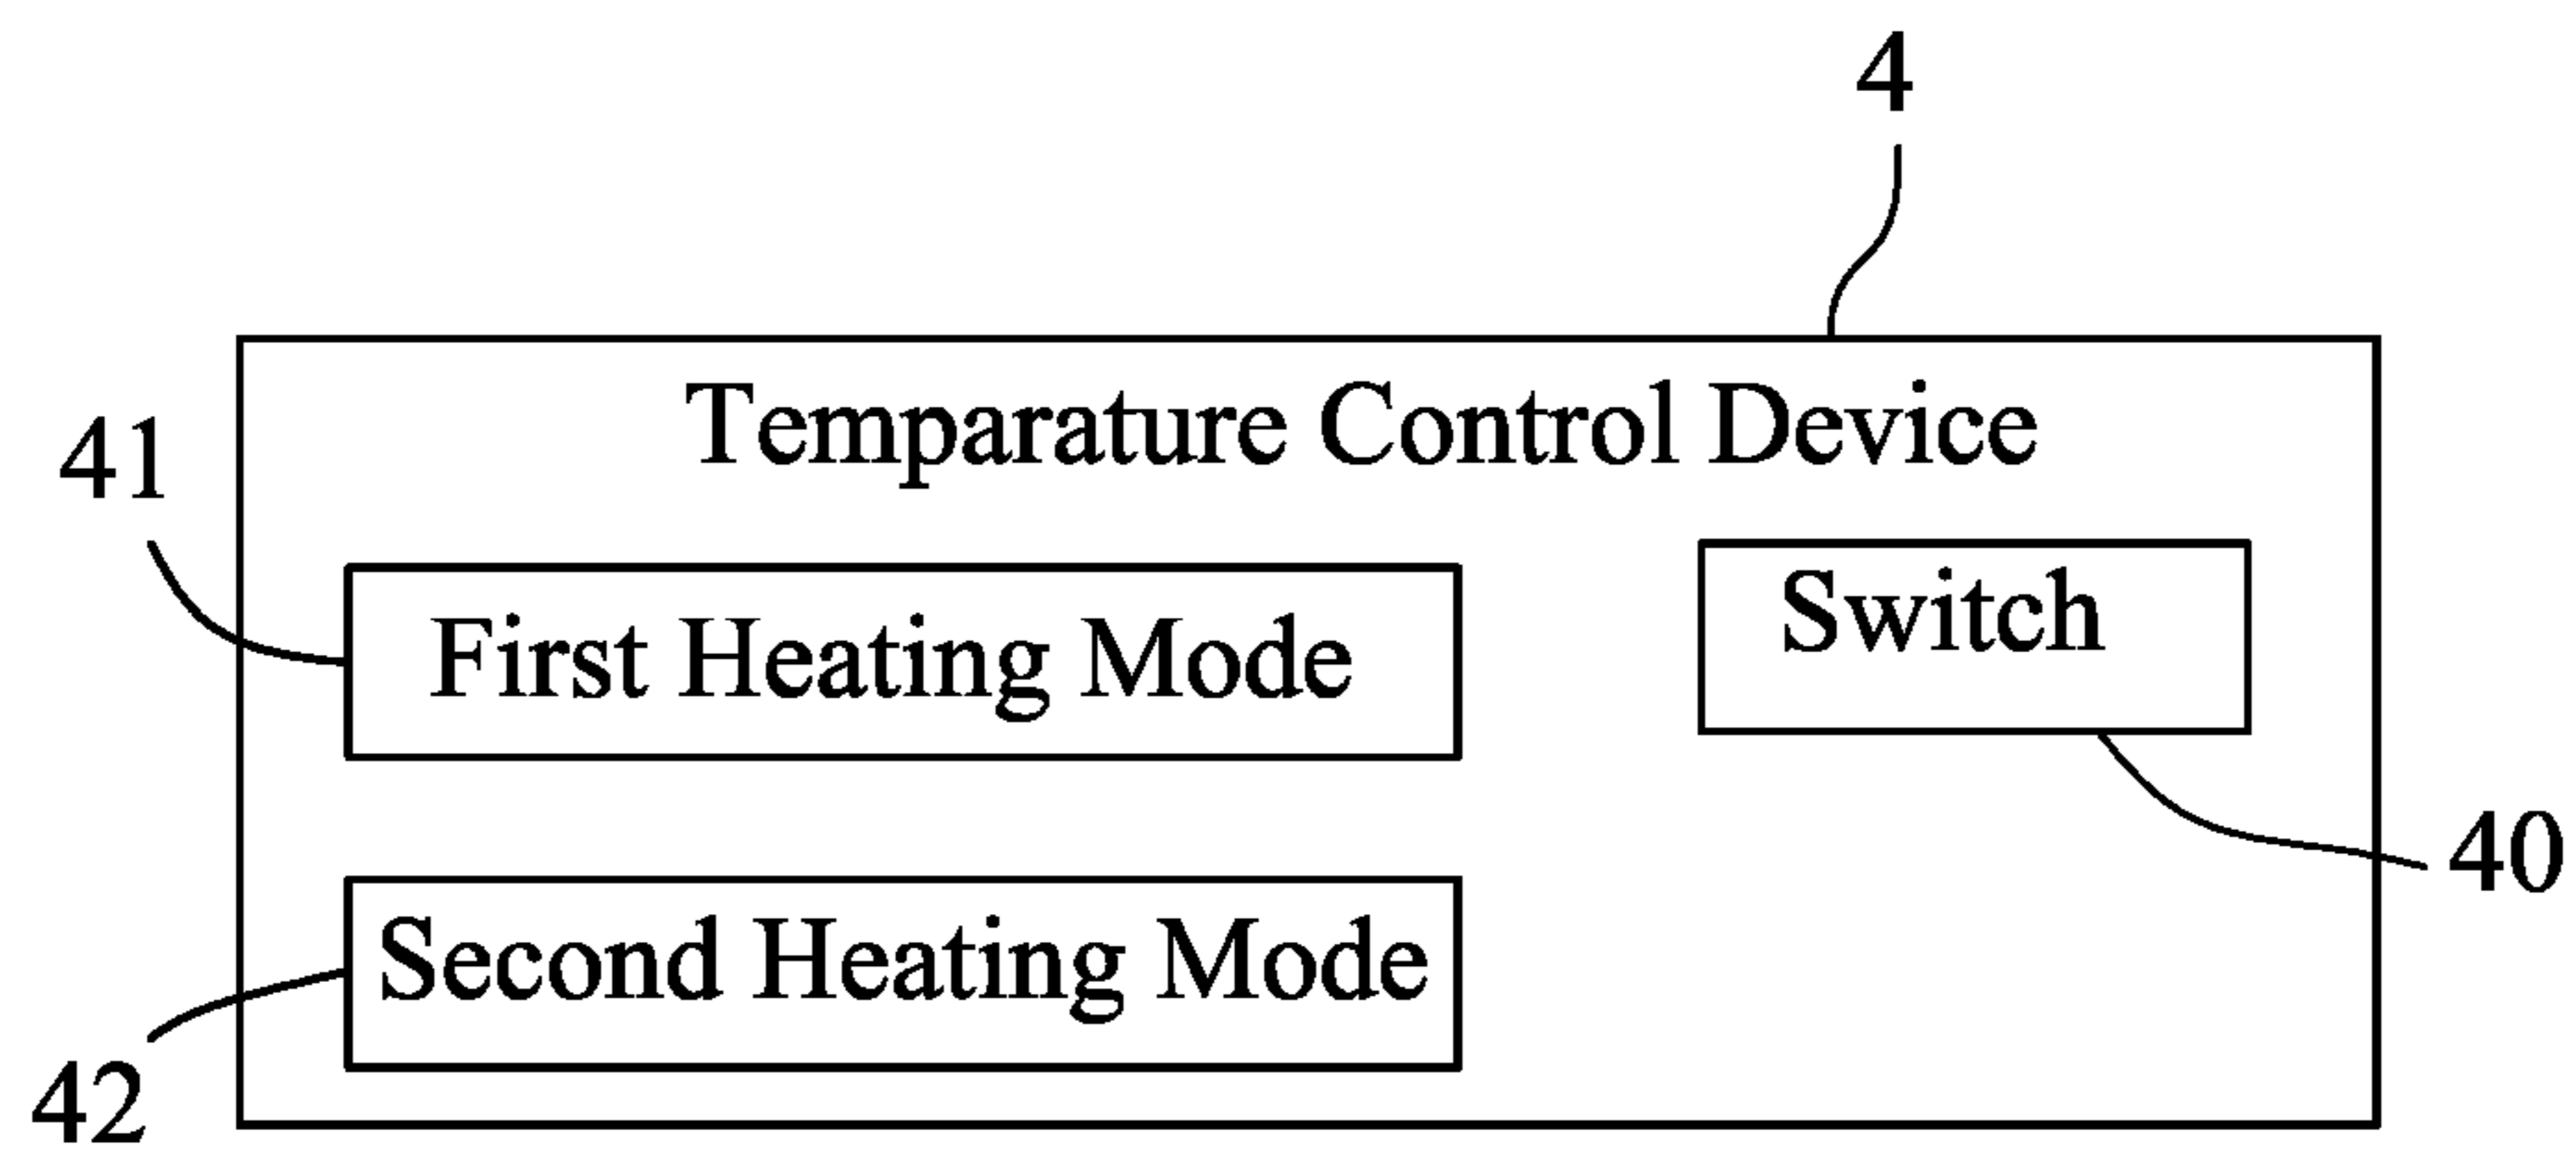 4
Temparature Control Device
41
First Heating Mode
Switch
40
Second Heating Mode
42